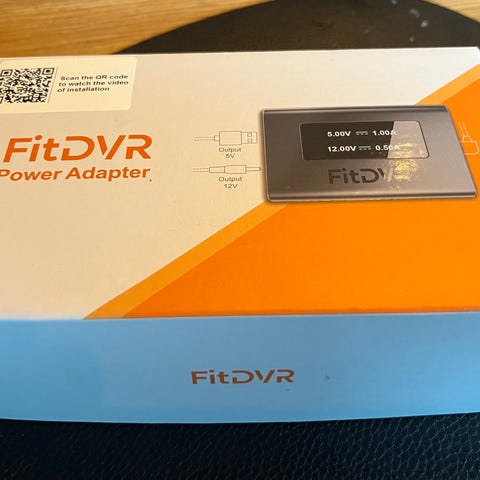 Scan the QR code
to watch the video
of installation
FitDVR
Power Adapter
Output
5V
Output
12V
5.00V 1.00A
12.00V 0.50A
FitDVR
FitDVR